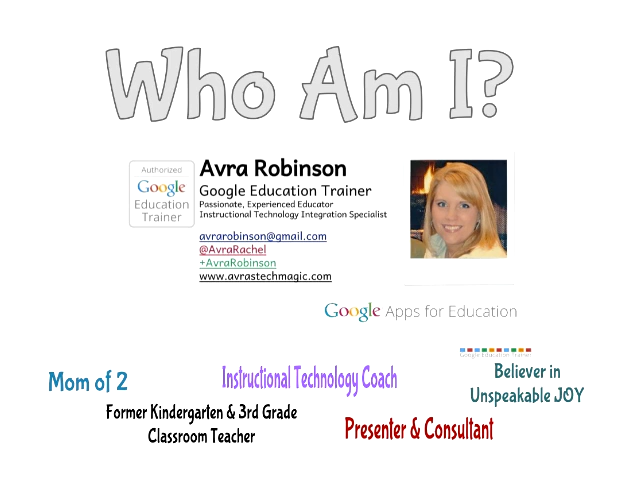 Who Am I?
Authorized
Google
Education
Trainer
Avra Robinson
Google Education Trainer
Passionate, Experienced Educator
Instructional Technology Integration Specialist
avrarobinson@gmail.com
@AvraRachel
+AvraRobinson
www.avrastechmagic.com
Google Apps for Education
Google Education Trainer
Mom of 2
Instructional Technology Coach
Believer in
Unspeakable JOY
Former Kindergarten & 3rd Grade
Classroom Teacher
Presenter & Consultant